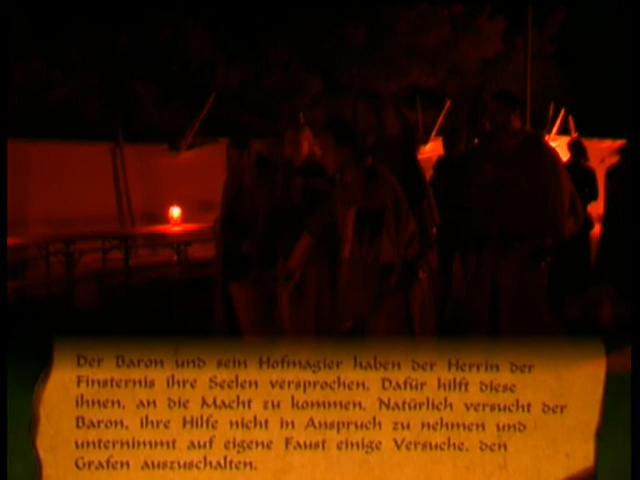 Der Baron und sein Hofmagier haben der Herrin der
Finsternis ihre Seelen versprochen. Dafür hilft diese
ihnen, an die Macht zu kommen. Natürlich versucht der
Baron, ihre Hilfe nicht in Anspruch zu nehmen und
unternimmt auf eigene Faust einige Versuche, den
Grafen auszuschalten.